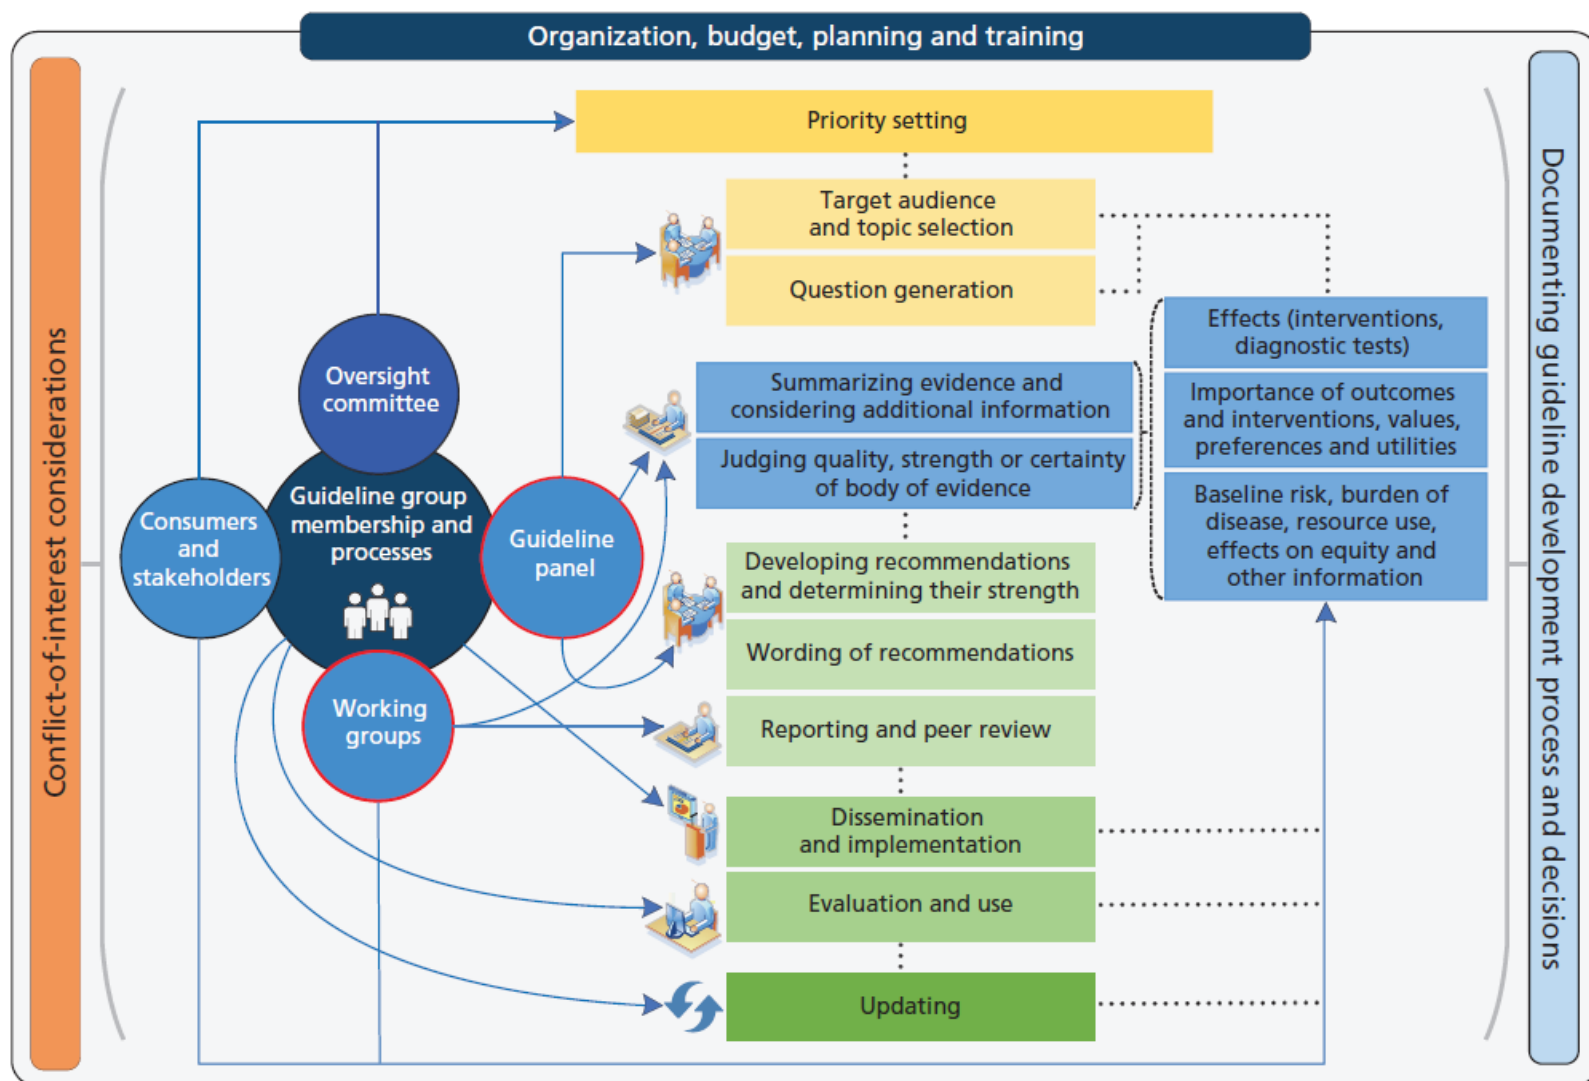 Organization, budget, planning and training
Conflict-of-interest considerations
Priority setting
Target audience
and topic selection
Question generation
Effects (interventions,
diagnostic tests)
Importance of outcomes
and interventions, values,
preferences and utilities
Baseline risk, burden of
disease, resource use,
effects on equity and
other information
Summarizing evidence and
considering additional information
Judging quality, strength or certainty
of body of evidence
Oversight
committee
Guideline group
membership and
processes
Consumers
and
stakeholders
Guideline
panel
Working
groups
Developing recommendations
and determining their strength
Wording of recommendations
Reporting and peer review
Dissemination
and implementation
Evaluation and use
Updating
Documenting guideline development process and decisions